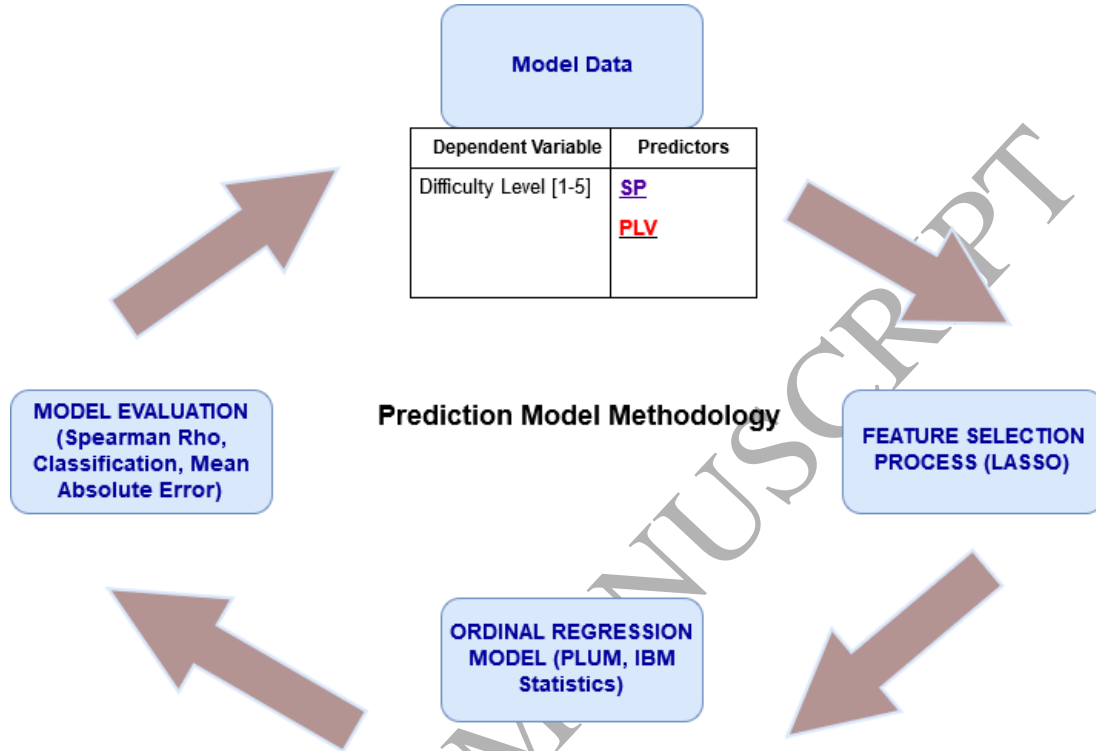 Model Data
Dependent Variable Predictors
Difficulty Level [1-5] SP
PLV
MODEL EVALUATION
(Spearman Rho,
Classification, Mean
Absolute Error)
Prediction Model Methodology
FEATURE SELECTION
PROCESS (LASSO)
ORDINAL REGRESSION
MODEL (PLUM, IBM
Statistics)
MANUSCRIPT